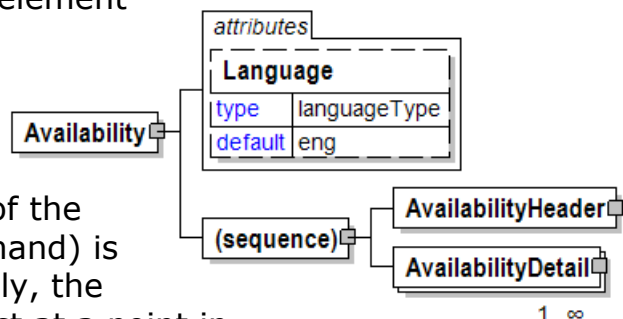 element
attributes
Language
type languageType
default eng
Availability
of the
hand) is
ly, the
ct at a point in
(sequence)
AvailabilityHeader
AvailabilityDetail
1 ∞